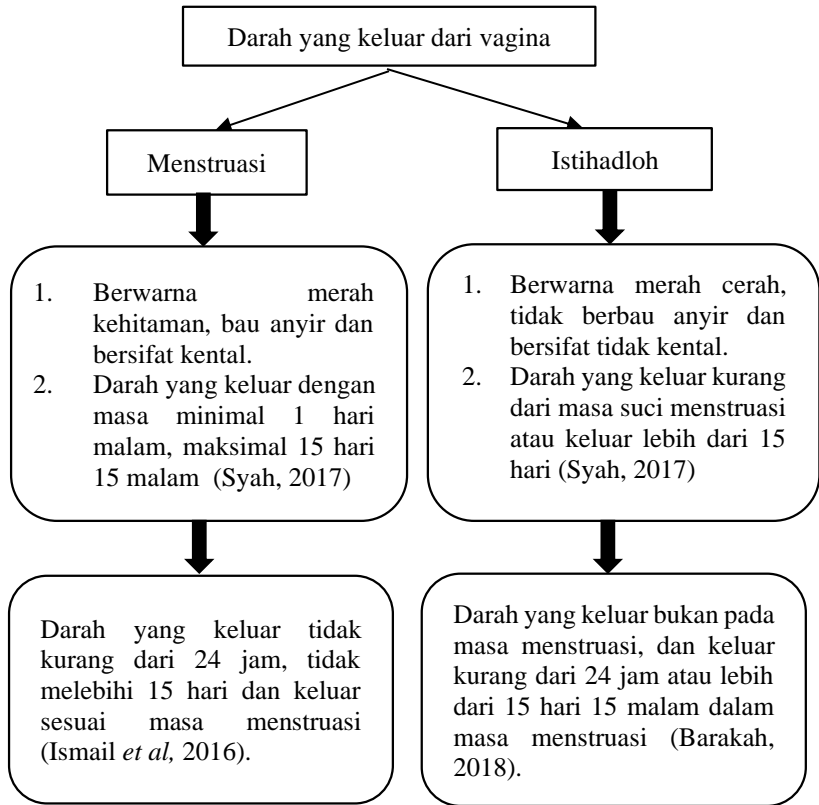 Darah yang keluar dari vagina
Menstruasi
Istihadloh
1. Berwarna merah
kehitaman, bau anyir dan
bersifat kental.
2. Darah yang keluar dengan
masa minimal 1 hari
malam, maksimal 15 hari
15 malam (Syah, 2017)
1. Berwarna merah cerah,
tidak berbau anyir dan
bersifat tidak kental.
2. Darah yang keluar kurang
dari masa suci menstruasi
atau keluar lebih dari 15
hari (Syah, 2017)
Darah yang keluar tidak
kurang dari 24 jam, tidak
melebihi 15 hari dan keluar
sesuai masa menstruasi
(Ismail et al, 2016).
Darah yang keluar bukan pada
masa menstruasi, dan keluar
kurang dari 24 jam atau lebih
dari 15 hari 15 malam dalam
masa menstruasi (Barakah,
2018).